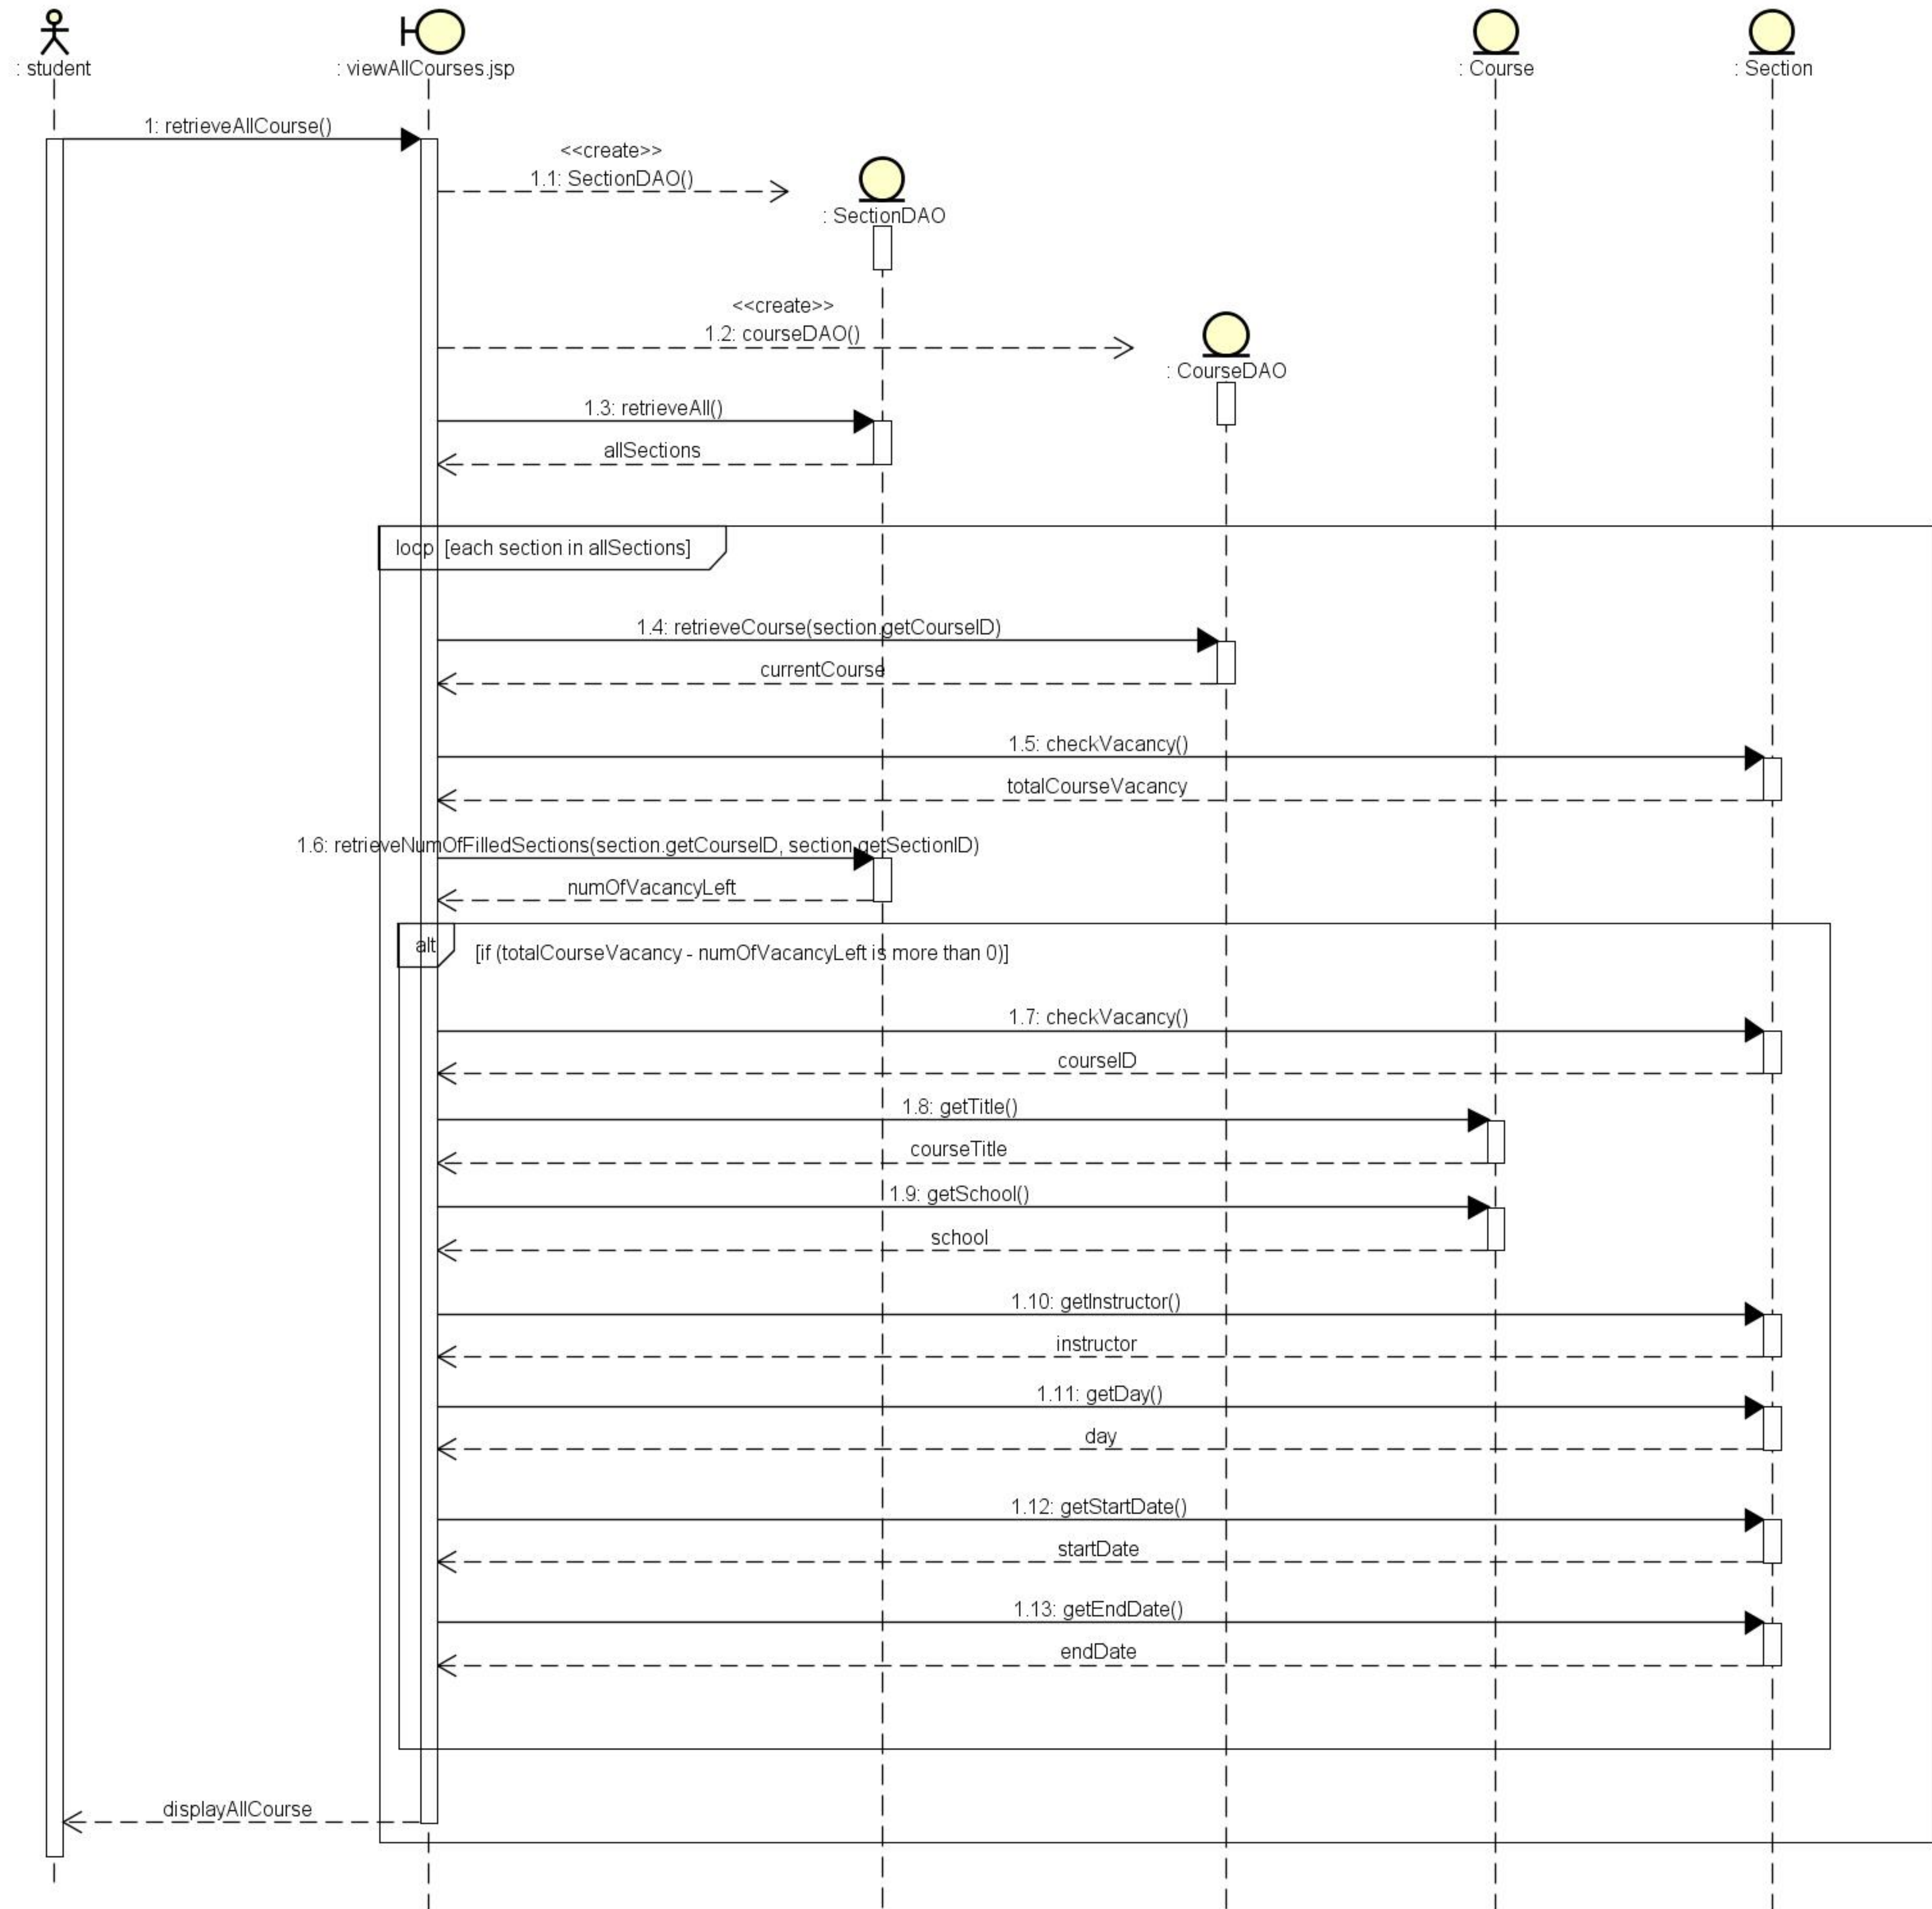 : student
: viewAllCourses.jsp
: Course
: Section
1: retrieveAllCourse()
<<create>>
1.1: SectionDAO()
: SectionDAO
<<create>>
1.2: courseDAO()
: CourseDAO
1.3: retrieveAll()
allSections
loop [each section in allSections]
1.4: retrieveCourse(section.getCourseID)
currentCourse
1.5: checkVacancy()
totalCourseVacancy
1.6: retrieveNumOfFilledSections(section.getCourseID, section.getSectionID)
numOfVacancyLeft
alt [if (totalCourseVacancy - numOfVacancyLeft is more than 0)]
1.7: checkVacancy()
courseID
1.8: getTitle()
courseTitle
1.9: getSchool()
school
1.10: getInstructor()
instructor
1.11: getDay()
day
1.12: getStartDate()
startDate
1.13: getEndDate()
endDate
displayAllCourse